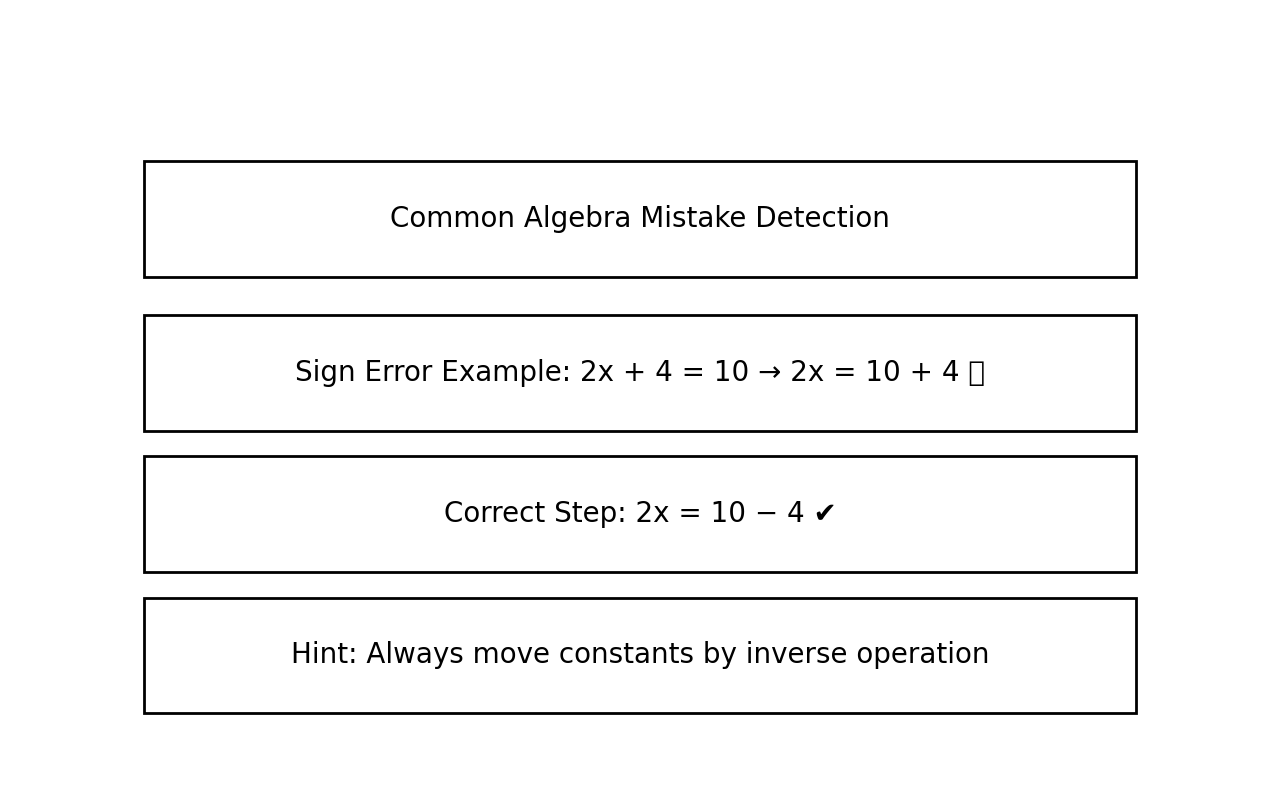 Common Algebra Mistake Detection
Sign Error Example: 2x + 4 = 10 → 2x = 10 + 4 
Correct Step: 2x = 10 − 4 ✔
Hint: Always move constants by inverse operation